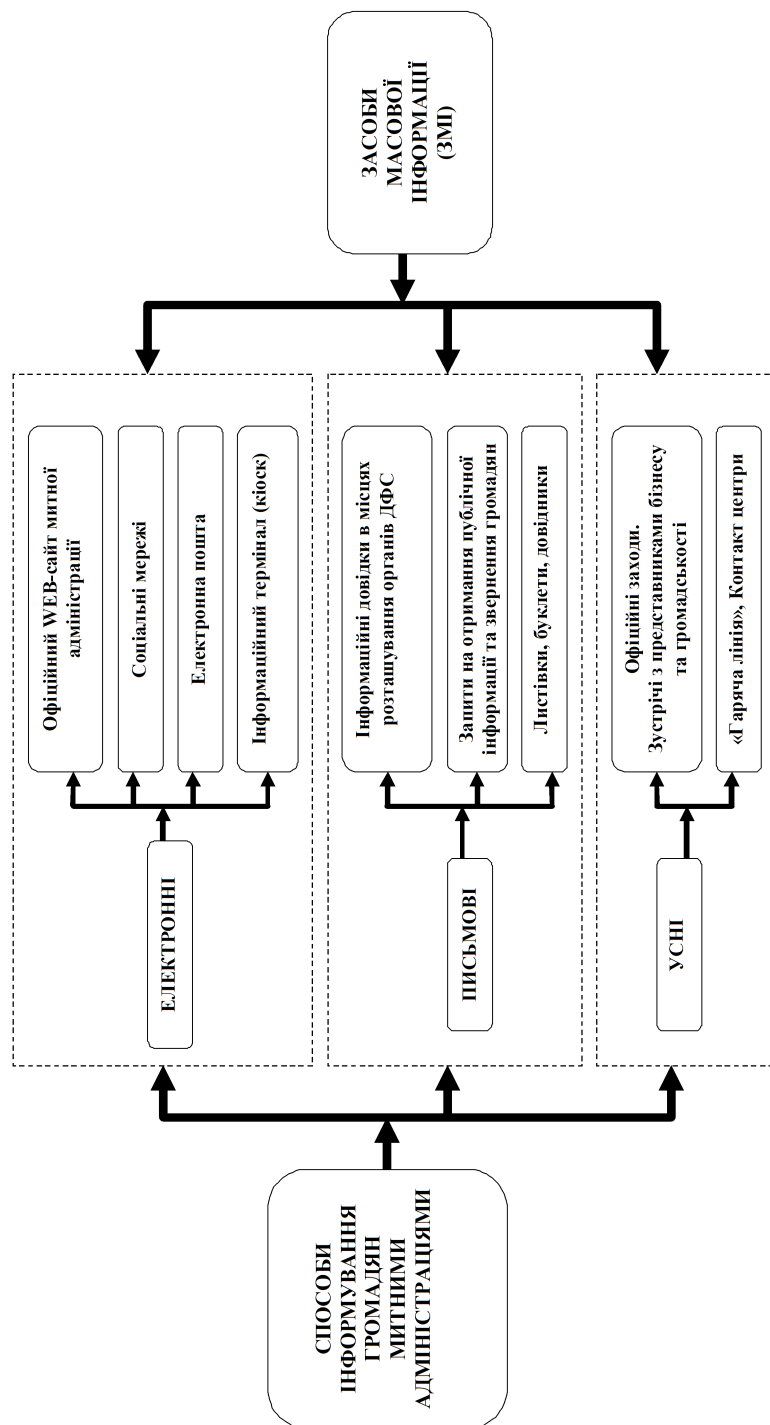 СПОСОБИ
ІНФОРМУВАННЯ
ГРОМАДЯН
МИТНИМИ
АДМІНІСТРАЦІЯМИ
ЕЛЕКТРОННІ
Офіційний WEB-сайт митної
адміністрації
Соціальні мережі
Електронна пошта
Інформаційний термінал (кіоск)
ПИСЬМОВІ
Інформаційні довідки в місцях
розташування органів ДФС
Запити на отримання публічної
інформації та звернення громадян
Листівки, буклети, довідники
УСНІ
Офіційні заходи.
Зустрічі з представниками бізнесу
та громадськості
«Гаряча лінія», Контакт центри
ЗАСОБИ
МАСОВОЇ
ІНФОРМАЦІЇ
(ЗМІ)